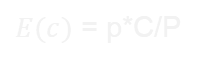 E(c) = p*C/P